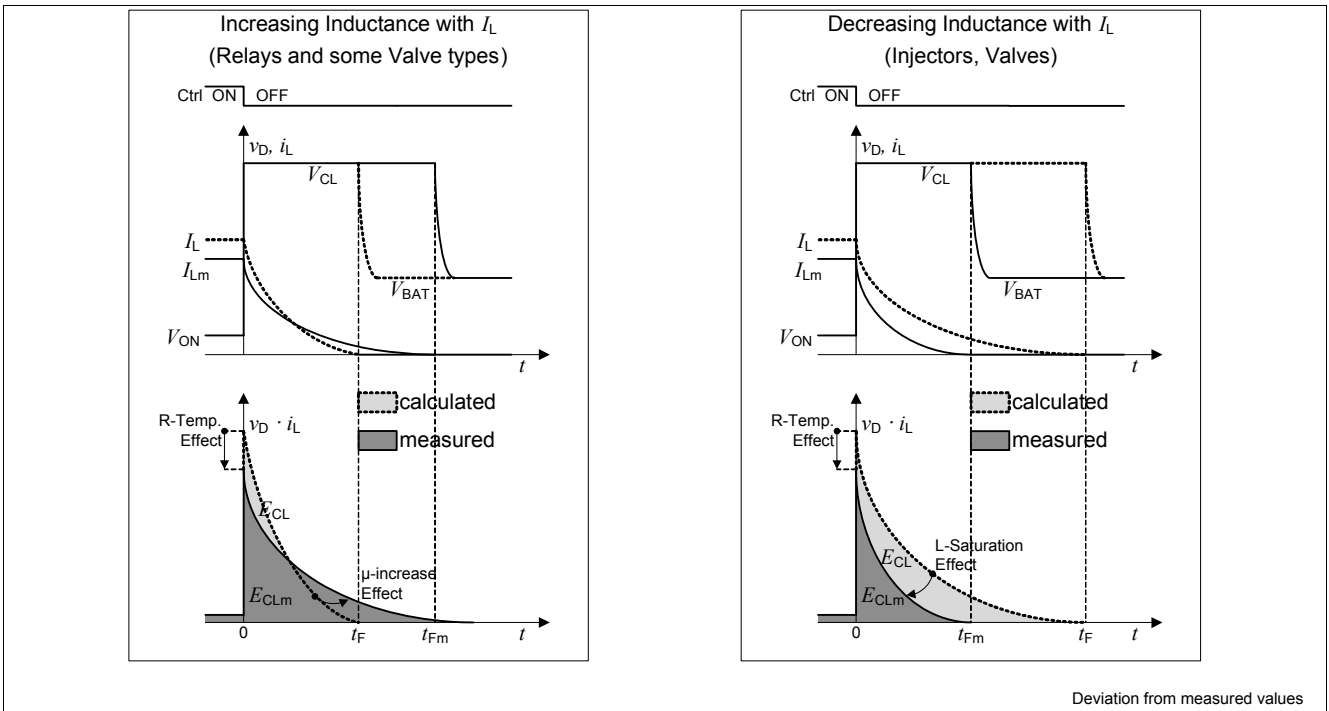 Increasing Inductance with IL
(Relays and some Valve types)
Ctrl ON OFF
vD, iL
VCL
IL
ILm
VBAT
VON
t
calculated
measured
R-Temp.
Effect
vD · iL
ECL
µ-increase
Effect
ECLm
0
tF
tFm
t
Decreasing Inductance with IL
(Injectors, Valves)
Ctrl ON OFF
vD, iL
VCL
IL
ILm
VBAT
VON
t
calculated
measured
R-Temp.
Effect
vD · iL
L-Saturation
Effect
ECL
ECLm
0
tFm
tF
t
Deviation from measured values